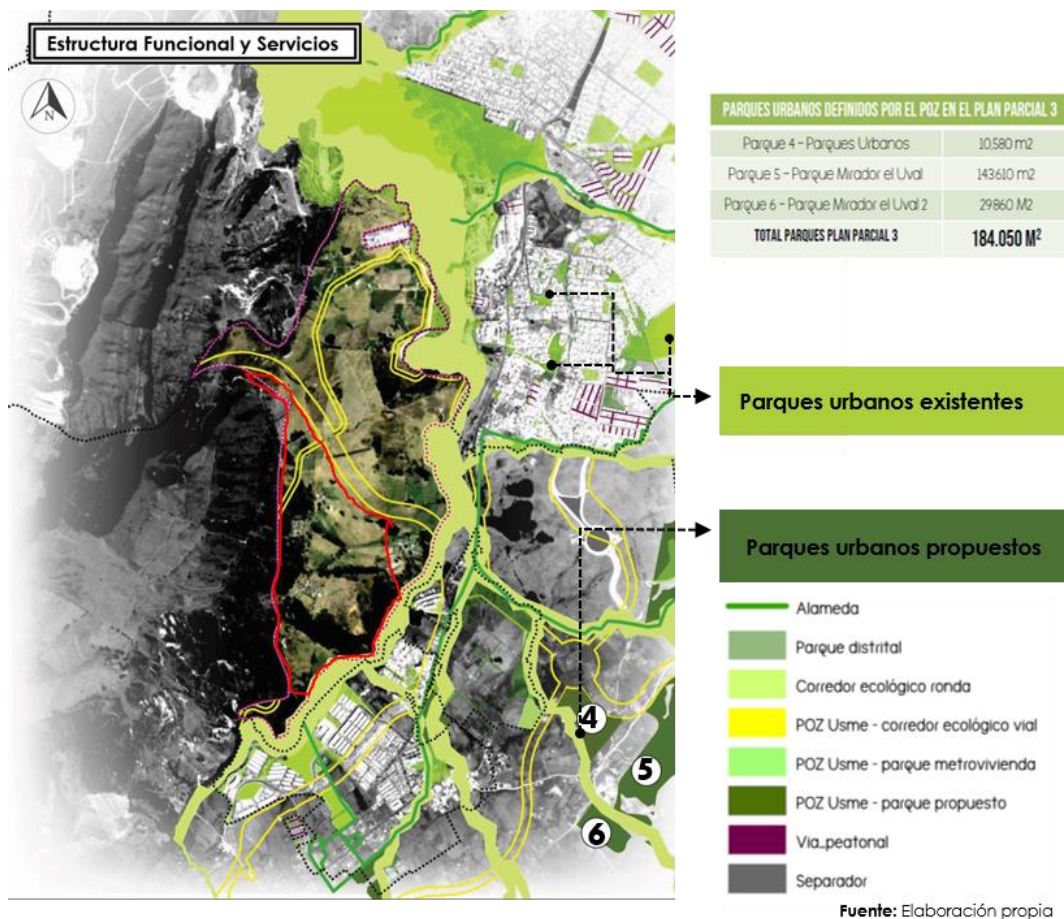 Estructura Funcional y Servicios
N
PARQUES URBANOS DEFINIDOS POR EL POZ EN EL PLAN PARCIAL 3
Parque 4 - Parques Urbanos 10.580 m2
Parque 5 - Parque Mirador el Uval 143.610 m2
Parque 6 - Parque Mirador el Uval 2 29.860 M2
TOTAL PARQUES PLAN PARCIAL 3 184.050 M²
Parques urbanos existentes
Parques urbanos propuestos
4
5
6
Alameda
Parque distrital
Corredor ecológico ronda
POZ Usme - corredor ecológico vial
POZ Usme - parque metrovivienda
POZ Usme - parque propuesto
Via_peatonal
Separador
Fuente: Elaboración propia